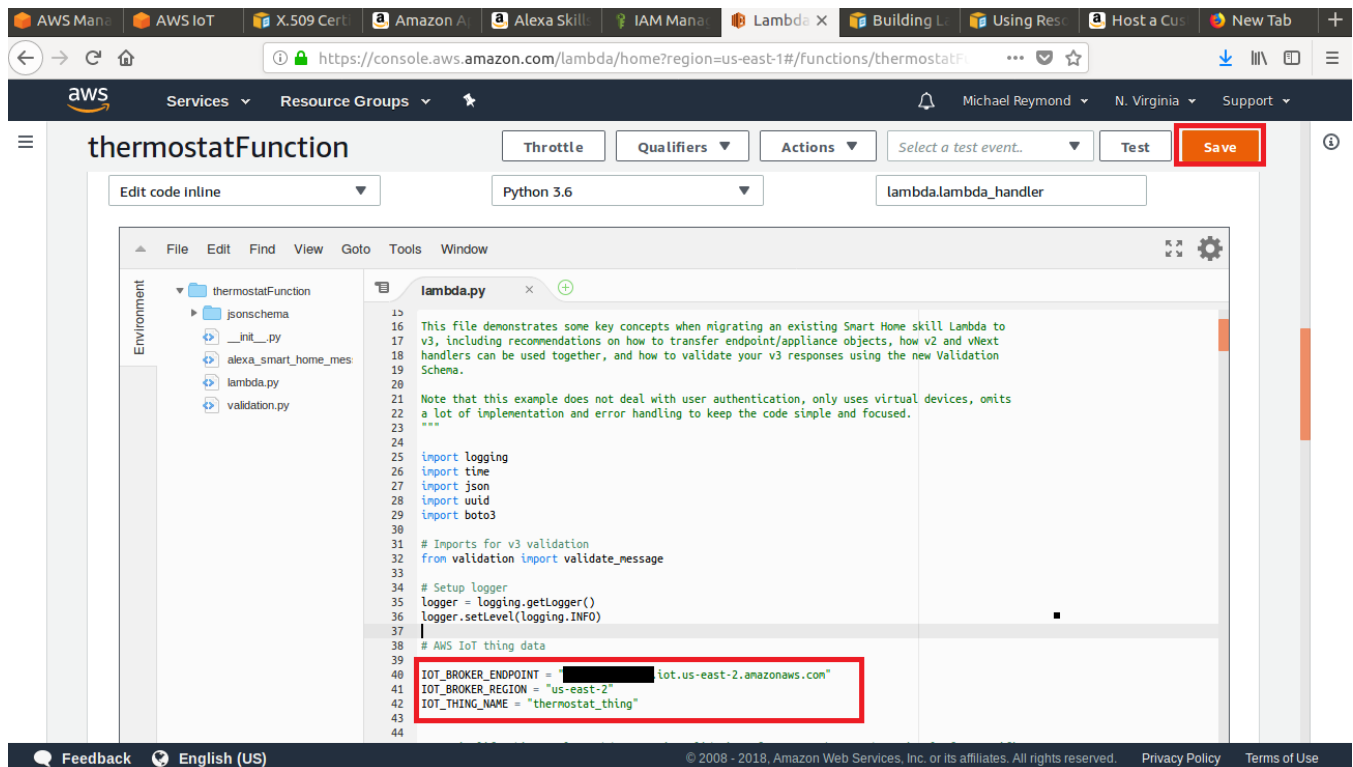 AWS Mana AWS IoT X.509 Certi Amazon A Alexa Skills IAM Manag Lambda Building La Using Reso Host a Cus New Tab
https://console.aws.amazon.com/lambda/home?region=us-east-1#/functions/thermostatF
aws Services Resource Groups Michael Reymond N. Virginia Support
thermostatFunction Throttle Qualifiers Actions Select a test event.. Test Save
Edit code inline Python 3.6 lambda.lambda_handler
File Edit Find View Goto Tools Window
Environment
thermostatFunction
jsonschema
__init__.py
alexa_smart_home_mes
lambda.py
validation.py
lambda.py
15
16 This file demonstrates some key concepts when migrating an existing Smart Home skill Lambda to
17 v3, including recommendations on how to transfer endpoint/appliance objects, how v2 and vNext
18 handlers can be used together, and how to validate your v3 responses using the new Validation
19 Schema.
20
21 Note that this example does not deal with user authentication, only uses virtual devices, omits
22 a lot of implementation and error handling to keep the code simple and focused.
23 """
24
25 import logging
26 import time
27 import json
28 import uuid
29 import boto3
30
31 # Imports for v3 validation
32 from validation import validate_message
33
34 # Setup logger
35 logger = logging.getLogger()
36 logger.setLevel(logging.INFO)
37
38 # AWS IoT thing data
39
40 IOT_BROKER_ENDPOINT = " .iot.us-east-2.amazonaws.com"
41 IOT_BROKER_REGION = "us-east-2"
42 IOT_THING_NAME = "thermostat_thing"
43
44
Feedback English (US) © 2008 - 2018, Amazon Web Services, Inc. or its affiliates. All rights reserved. Privacy Policy Terms of Use